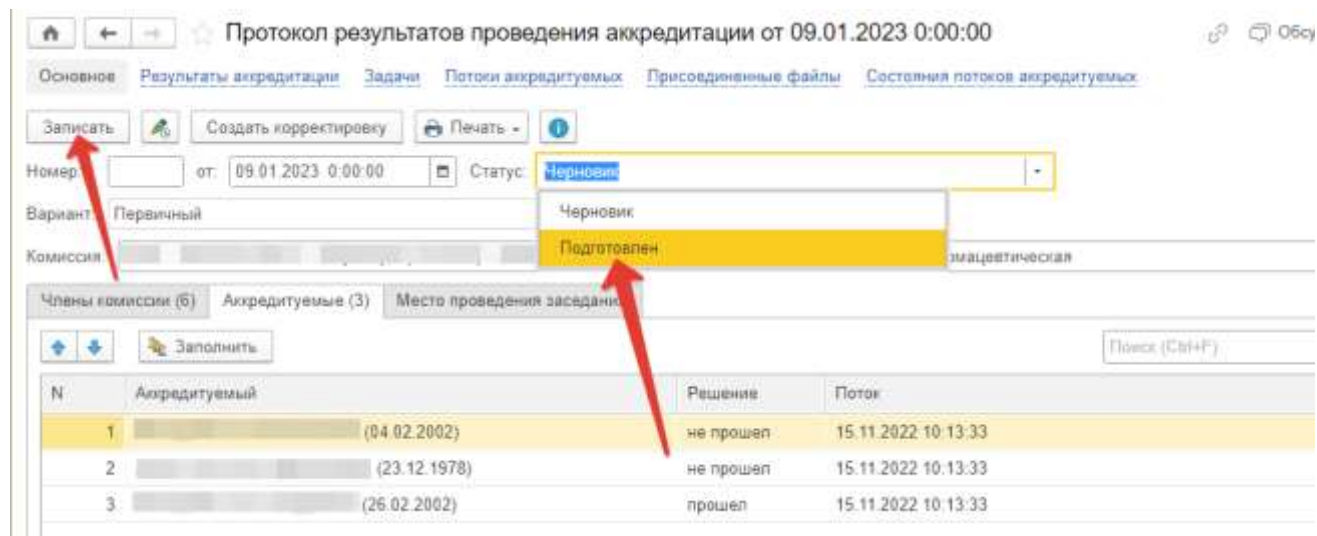 Протокол результатов проведения аккредитации от 09.01.2023 0:00:00 Обсу
Основное Результаты аккредитации Задачи Потоки аккредитуемых Присоединенные файлы Состояния потоков аккредитуемых
Записать Создать корректировку Печать
Номер: от: 09.01.2023 0:00:00 Статус: Черновик
Вариант: Первичный Черновик
Комиссия: Подготовлен мацевтическая
Члены комиссии (6) Аккредитуемые (3) Место проведения заседания
Заполнить Поиск (Ctrl+F)
N Аккредитуемый Решение Поток
1 (04.02.2002) не прошел 15.11.2022 10:13:33
2 (23.12.1978) не прошел 15.11.2022 10:13:33
3 (26.02.2002) прошел 15.11.2022 10:13:33